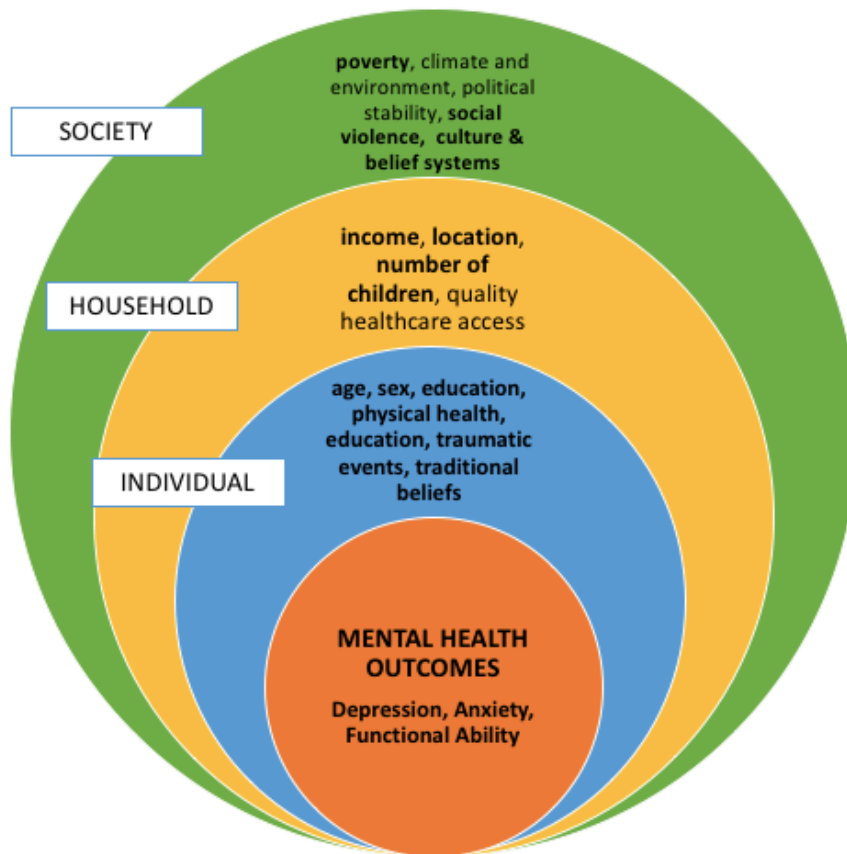 poverty, climate and
environment, political
stability, social
violence, culture &
belief systems
SOCIETY
income, location,
number of
children, quality
healthcare access
HOUSEHOLD
age, sex, education,
physical health,
education, traumatic
events, traditional
beliefs
INDIVIDUAL
MENTAL HEALTH
OUTCOMES
Depression, Anxiety,
Functional Ability